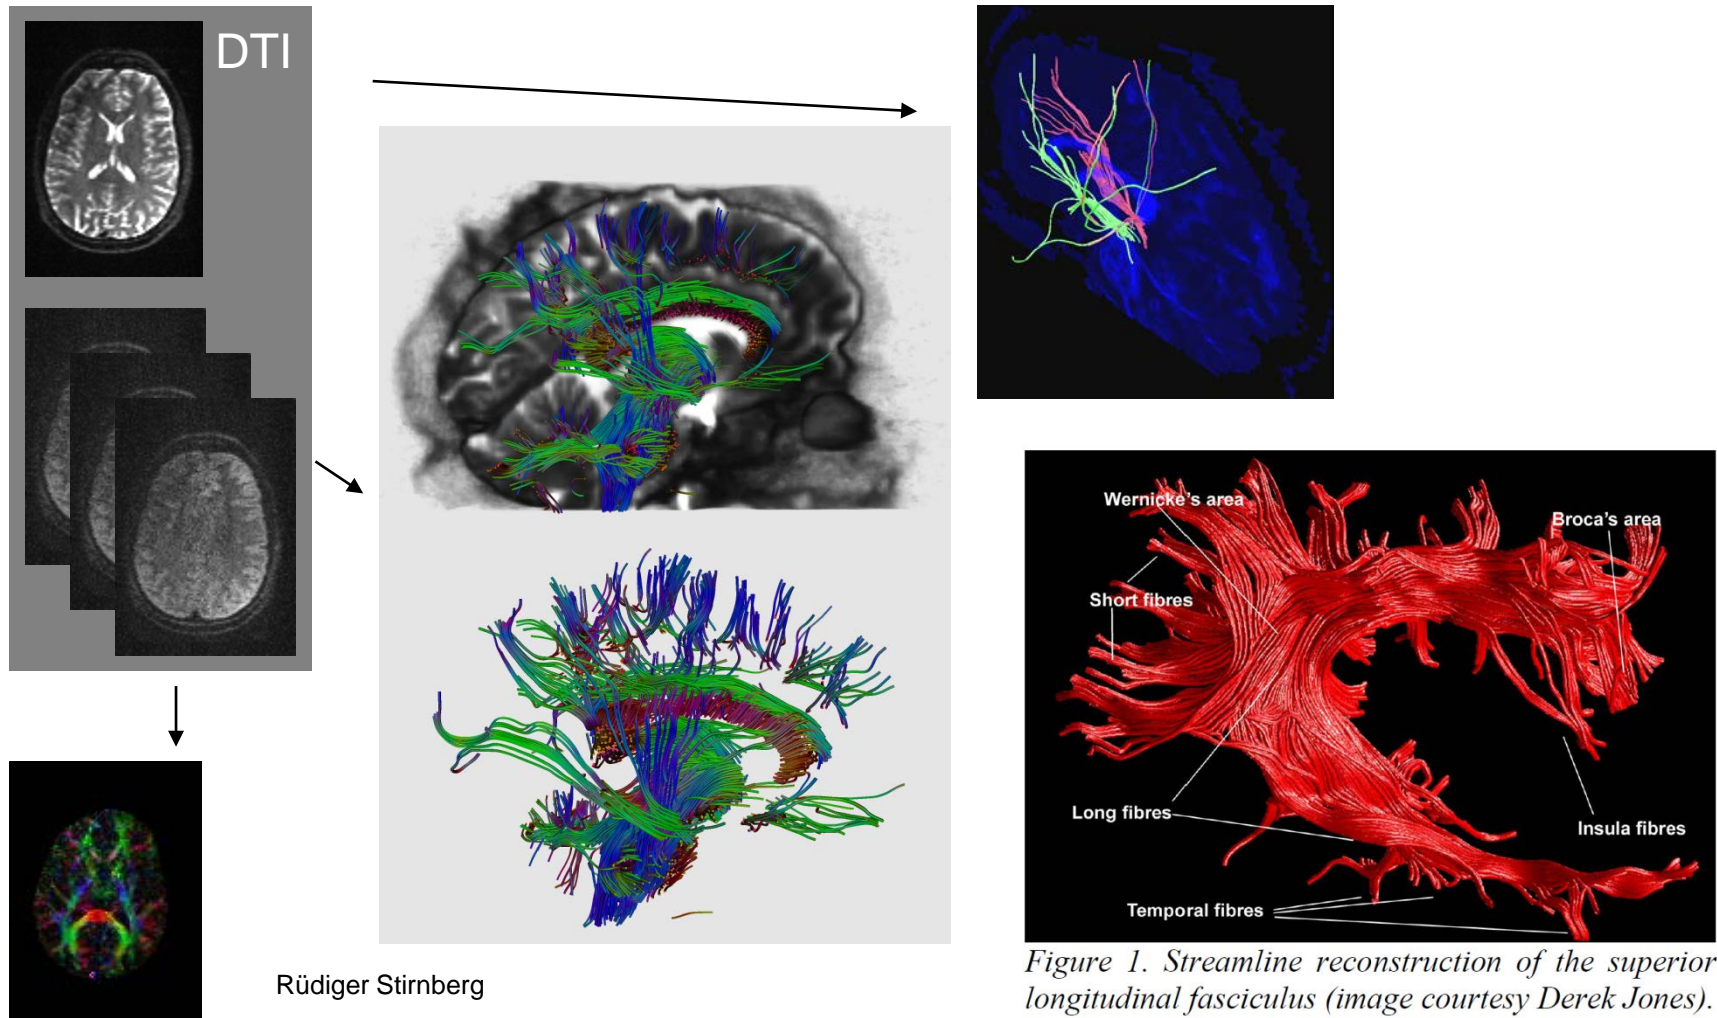 DTI
Wernicke's area
Broca's area
Short fibres
Long fibres
Insula fibres
Temporal fibres
Figure 1. Streamline reconstruction of the superior
longitudinal fasciculus (image courtesy Derek Jones).
Rüdiger Stirnberg